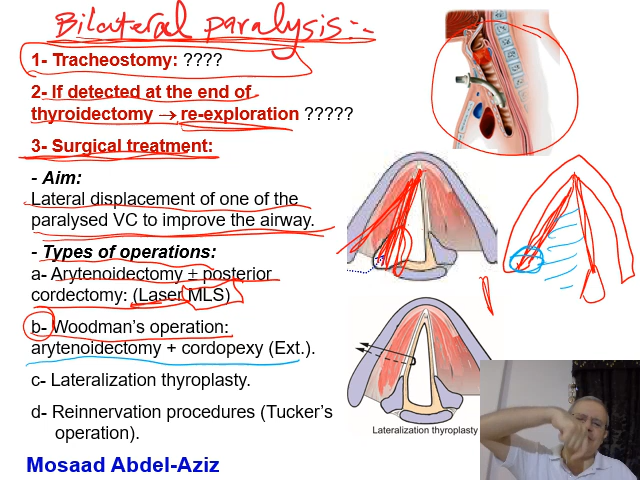 Bilateral paralysis:-
1- Tracheostomy: ????
2- If detected at the end of
thyroidectomy → re-exploration ?????
3- Surgical treatment:
- Aim:
Lateral displacement of one of the
paralysed VC to improve the airway.
- Types of operations:
a- Arytenoidectomy ± posterior
cordectomy: (Laser MLS)
b- Woodman's operation:
arytenoidectomy + cordopexy (Ext.).
c- Lateralization thyroplasty.
d- Reinnervation procedures (Tucker's
operation).
Lateralization thyroplasty
Mosaad Abdel-Aziz